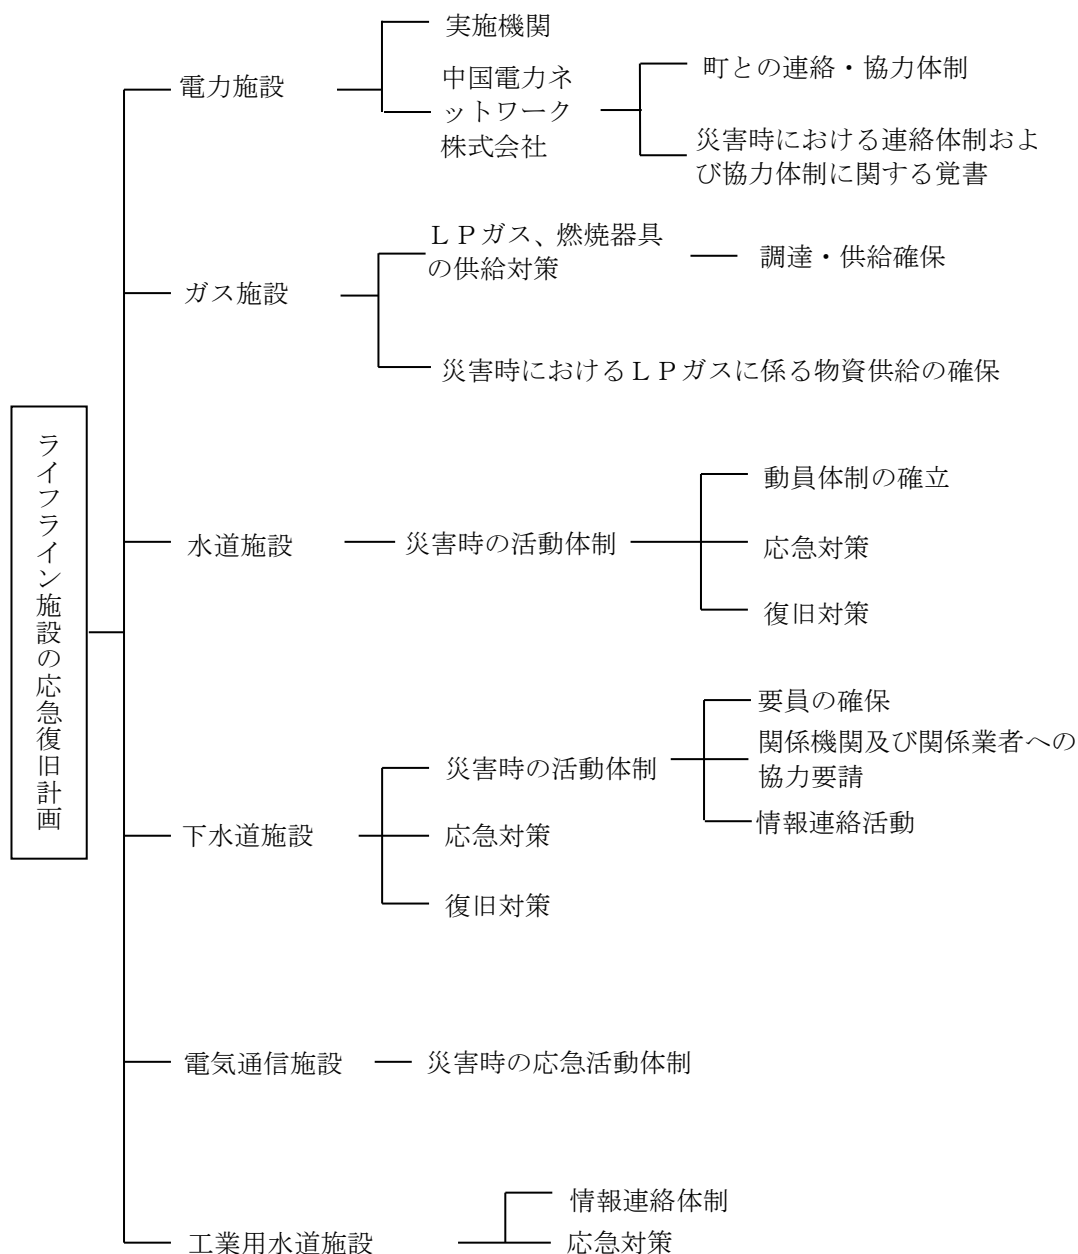 ライフライン施設の応急復旧計画
電力施設
実施機関
中国電力ネ
ットワーク
株式会社
町との連絡・協力体制
災害時における連絡体制およ
び協力体制に関する覚書
ガス施設
ＬＰガス、燃焼器具
の供給対策
調達・供給確保
災害時におけるＬＰガスに係る物資供給の確保
水道施設
災害時の活動体制
動員体制の確立
応急対策
復旧対策
下水道施設
災害時の活動体制
要員の確保
関係機関及び関係業者への
協力要請
情報連絡活動
応急対策
復旧対策
電気通信施設
災害時の応急活動体制
工業用水道施設
情報連絡体制
応急対策